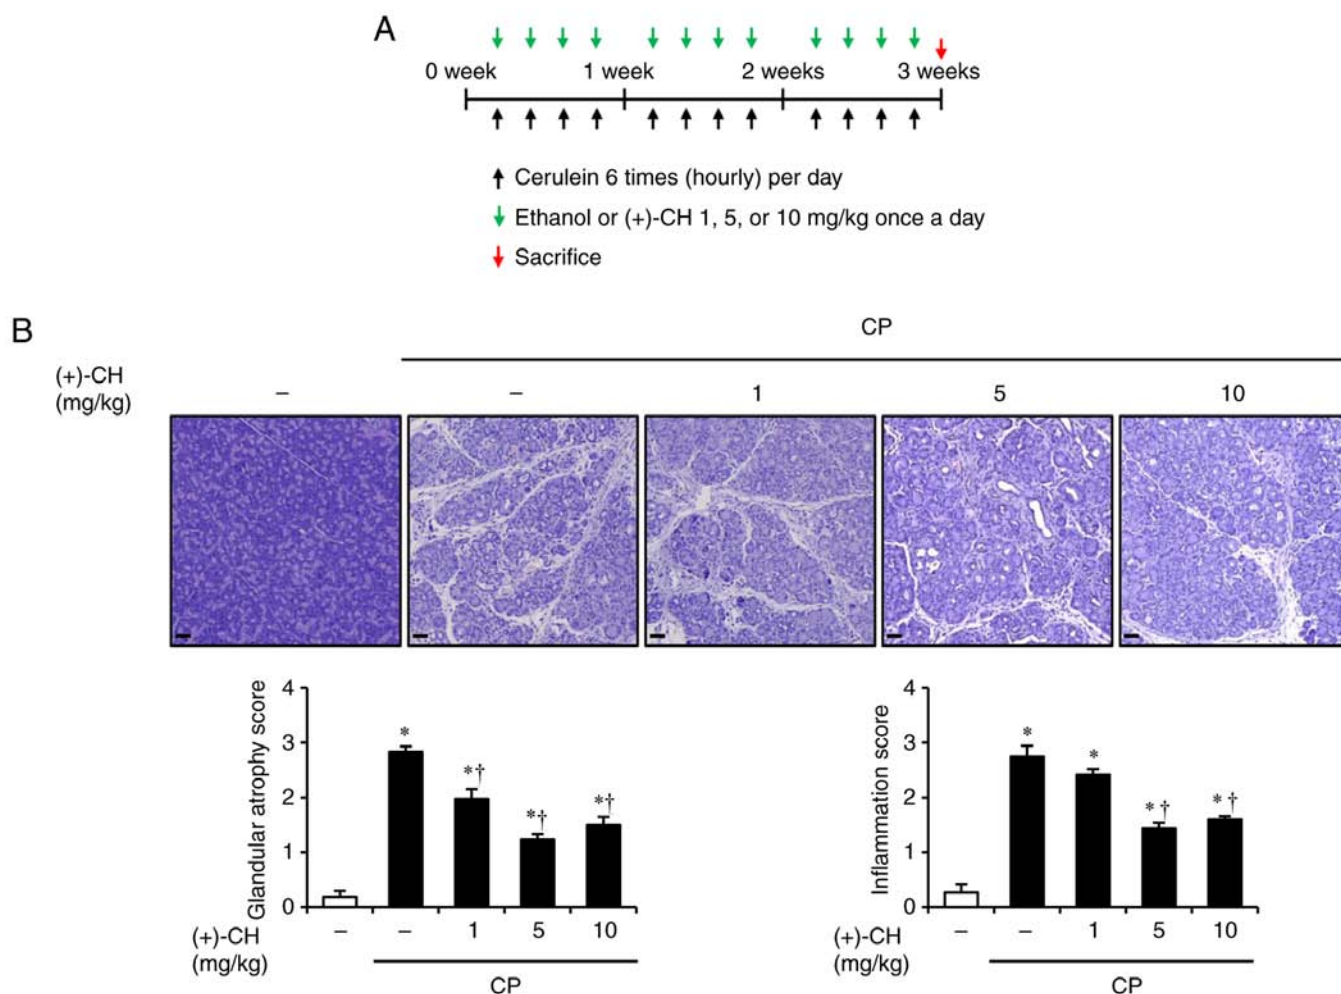 A
0 week 1 week 2 weeks 3 weeks
Cerulein 6 times (hourly) per day
Ethanol or (+)-CH 1, 5, or 10 mg/kg once a day
Sacrifice
B
CP
(+)-CH
(mg/kg)
– – 1 5 10
Glandular atrophy score
4
3
2
1
0
*
*†
*†
*†
(+)-CH
(mg/kg)
– – 1 5 10
CP
Inflammation score
4
3
2
1
0
*
*
*†
*†
(+)-CH
(mg/kg)
– – 1 5 10
CP